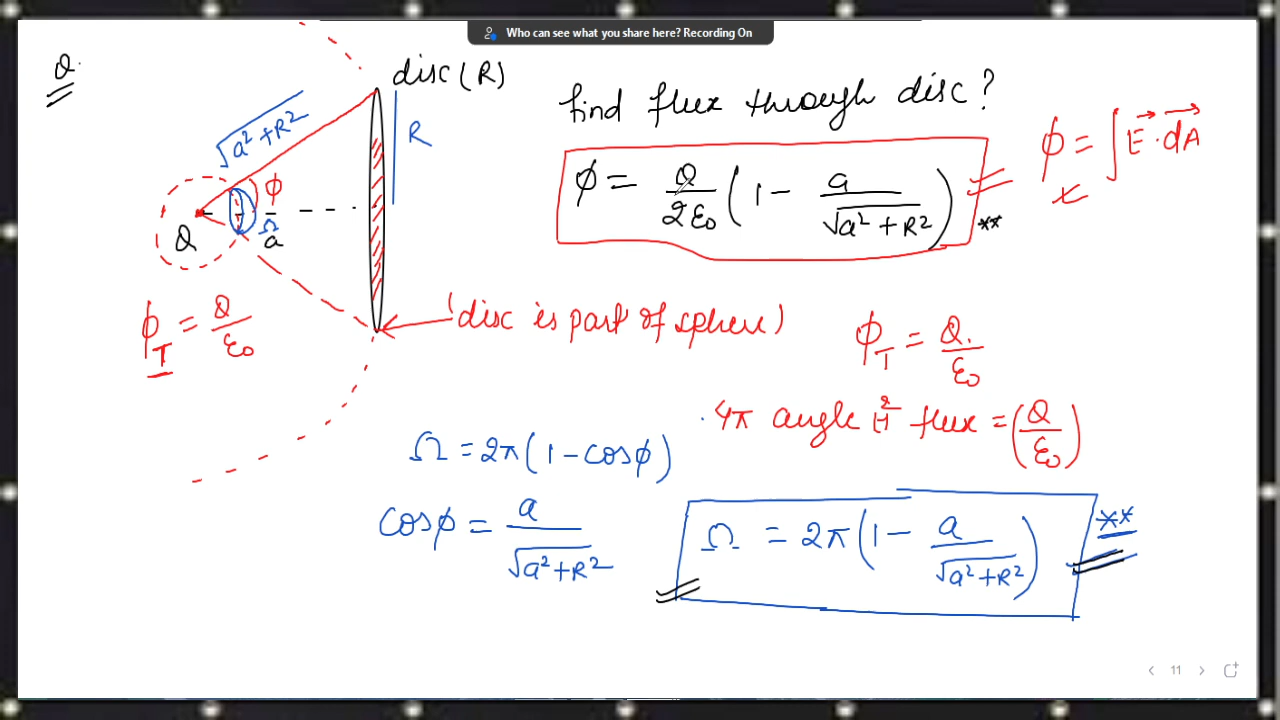 Who can see what you share here? Recording On
Q.
disc (R)
find flux through disc?
√a²+R²
R
ϕ = ∫ E⃗ · dA⃗
ϕ = Q/2ε₀ (1 − a/√a²+R²) **
ϕ
Ω
Q
a
ϕ_T = Q/ε₀
(disc is part of sphere)
ϕ_T = Q/ε₀
4π angle flux = (Q/ε₀)
Ω = 2π(1 − cosϕ)
cosϕ = a/√a²+R²
Ω = 2π(1 − a/√a²+R²) **
< 11 >